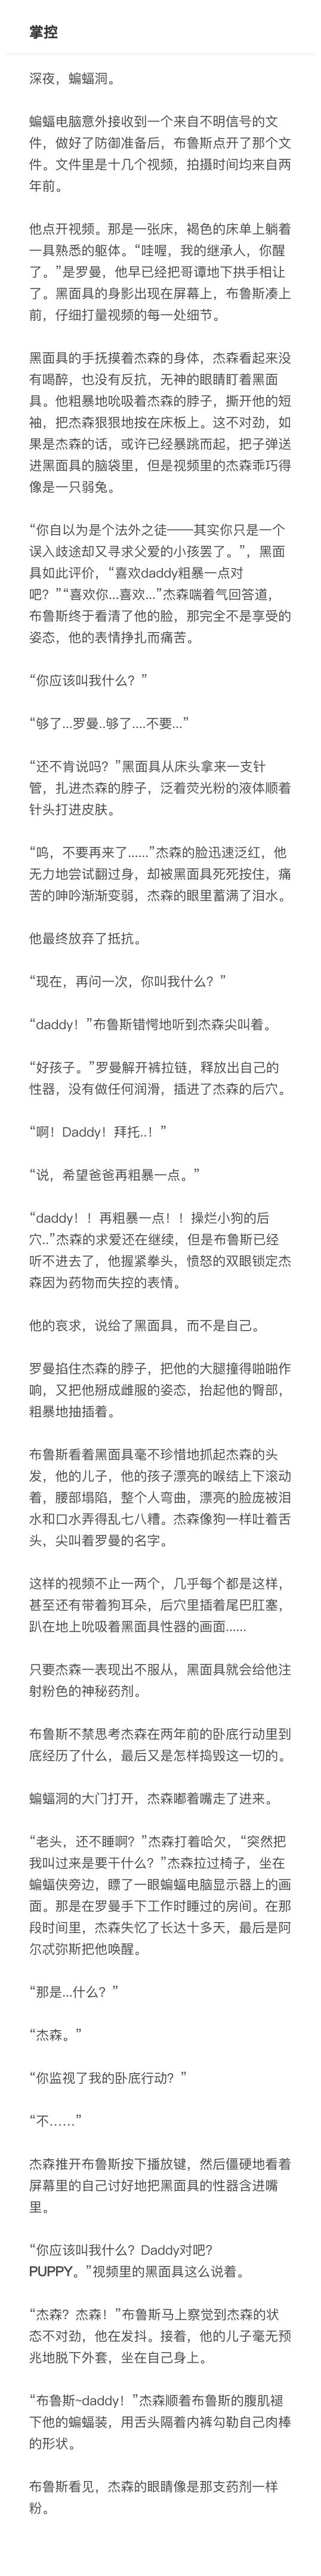 掌控
深夜，蝙蝠洞。
蝙蝠电脑意外接收到一个来自不明信号的文
件，做好了防御准备后，布鲁斯点开了那个文
件。文件里是十几个视频，拍摄时间均来自两
年前。
他点开视频。那是一张床，褐色的床单上躺着
一具熟悉的躯体。“哇喔，我的继承人，你醒
了。”是罗曼，他早已经把哥谭地下拱手相让
了。黑面具的身影出现在屏幕上，布鲁斯凑上
前，仔细打量视频的每一处细节。
黑面具的手抚摸着杰森的身体，杰森看起来没
有喝醉，也没有反抗，无神的眼睛盯着黑面
具。他粗暴地吮吸着杰森的脖子，撕开他的短
袖，把杰森狠狠地按在床板上。这不对劲，如
果是杰森的话，或许已经暴跳而起，把子弹送
进黑面具的脑袋里，但是视频里的杰森乖巧得
像是一只弱兔。
“你自以为是个法外之徒——其实你只是一个
误入歧途却又寻求父爱的小孩罢了。”，黑面
具如此评价，“喜欢daddy粗暴一点对
吧？”“喜欢你...喜欢...”杰森喘着气回答道，
布鲁斯终于看清了他的脸，那完全不是享受的
姿态，他的表情挣扎而痛苦。
“你应该叫我什么？”
“够了...罗曼..够了....不要...”
“还不肯说吗？”黑面具从床头拿来一支针
管，扎进杰森的脖子，泛着荧光粉的液体顺着
针头打进皮肤。
“呜，不要再来了......”杰森的脸迅速泛红，他
无力地尝试翻过身，却被黑面具死死按住，痛
苦的呻吟渐渐变弱，杰森的眼里蓄满了泪水。
他最终放弃了抵抗。
“现在，再问一次，你叫我什么？”
“daddy！”布鲁斯错愕地听到杰森尖叫着。
“好孩子。”罗曼解开裤拉链，释放出自己的
性器，没有做任何润滑，插进了杰森的后穴。
“啊！Daddy！拜托..！”
“说，希望爸爸再粗暴一点。”
“daddy！！再粗暴一点！！操烂小狗的后
穴..”杰森的求爱还在继续，但是布鲁斯已经
听不进去了，他握紧拳头，愤怒的双眼锁定杰
森因为药物而失控的表情。
他的哀求，说给了黑面具，而不是自己。
罗曼掐住杰森的脖子，把他的大腿撞得啪啪作
响，又把他掰成雌服的姿态，抬起他的臀部，
粗暴地抽插着。
布鲁斯看着黑面具毫不珍惜地抓起杰森的头
发，他的儿子，他的孩子漂亮的喉结上下滚动
着，腰部塌陷，整个人弯曲，漂亮的脸庞被泪
水和口水弄得乱七八糟。杰森像狗一样吐着舌
头，尖叫着罗曼的名字。
这样的视频不止一两个，几乎每个都是这样，
甚至还有带着狗耳朵，后穴里插着尾巴肛塞，
趴在地上吮吸着黑面具性器的画面......
只要杰森一表现出不服从，黑面具就会给他注
射粉色的神秘药剂。
布鲁斯不禁思考杰森在两年前的卧底行动里到
底经历了什么，最后又是怎样捣毁这一切的。
蝙蝠洞的大门打开，杰森嘟着嘴走了进来。
“老头，还不睡啊？”杰森打着哈欠，“突然把
我叫过来是要干什么？”杰森拉过椅子，坐在
蝙蝠侠旁边，瞟了一眼蝙蝠电脑显示器上的画
面。那是在罗曼手下工作时睡过的房间。在那
段时间里，杰森失忆了长达十多天，最后是阿
尔忒弥斯把他唤醒。
“那是...什么？”
“杰森。”
“你监视了我的卧底行动？”
“不……”
杰森推开布鲁斯按下播放键，然后僵硬地看着
屏幕里的自己讨好地把黑面具的性器含进嘴
里。
“你应该叫我什么？Daddy对吧？
PUPPY。”视频里的黑面具这么说着。
“杰森？杰森！”布鲁斯马上察觉到杰森的状
态不对劲，他在发抖。接着，他的儿子毫无预
兆地脱下外套，坐在自己身上。
“布鲁斯~daddy！”杰森顺着布鲁斯的腹肌褪
下他的蝙蝠装，用舌头隔着内裤勾勒自己肉棒
的形状。
布鲁斯看见，杰森的眼睛像是那支药剂一样
粉。